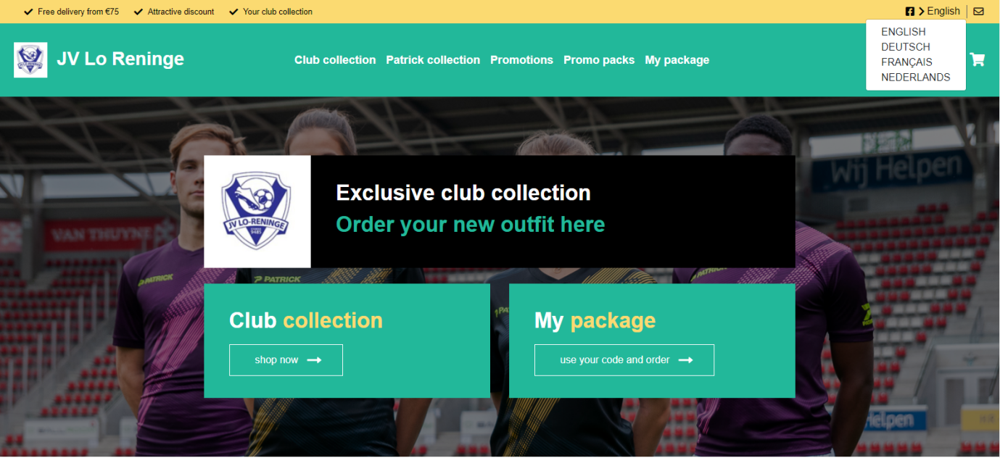 Free delivery from €75
Attractive discount
Your club collection
English
ENGLISH
DEUTSCH
FRANÇAIS
NEDERLANDS
JV Lo Reninge
Club collection
Patrick collection
Promotions
Promo packs
My package
Wij Helpen
VAN THUYNE
JV LO-RENINGE
9485
Exclusive club collection
Order your new outfit here
PATRICK
PATRICK
Club collection
shop now
My package
use your code and order
Helpen